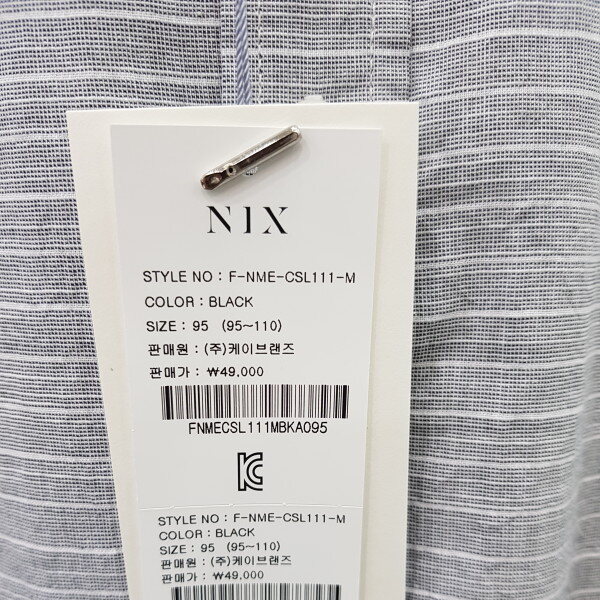 NIX
STYLE NO : F-NME-CSL111-M
COLOR : BLACK
SIZE : 95 (95~110)
판매원 : (주)케이브랜즈
판매가 : ₩49,000
FNMECSL111MBKA095
KC
STYLE NO : F-NME-CSL111-M
COLOR : BLACK
SIZE : 95 (95~110)
판매원 : (주)케이브랜즈
판매가 : ₩49,000